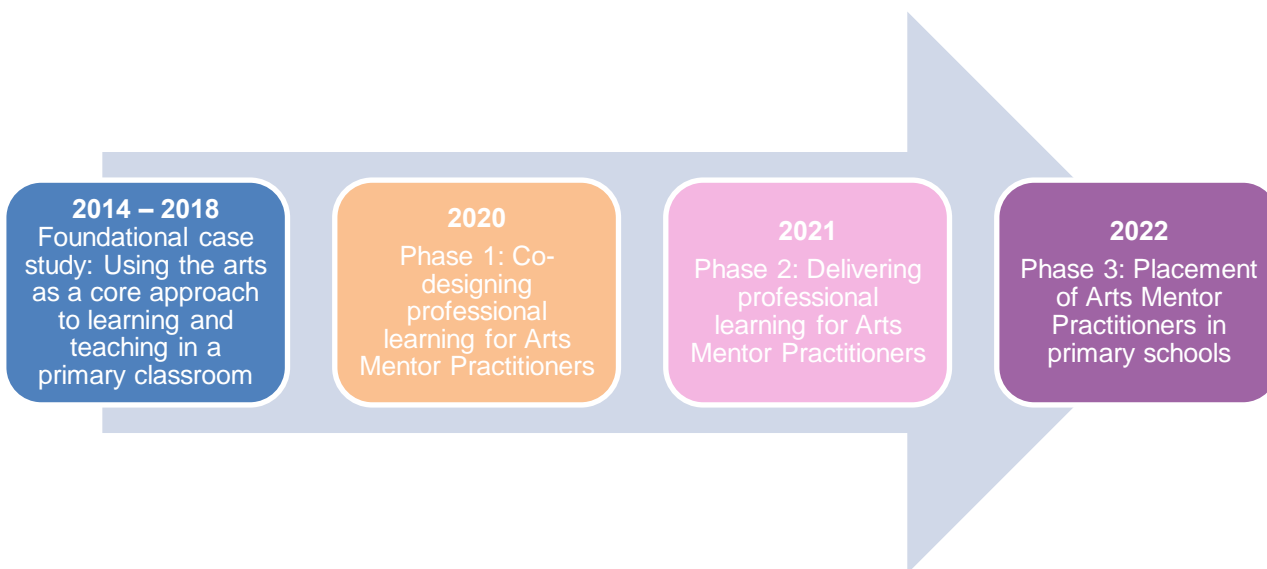 2014 – 2018
Foundational case
study: Using the arts
as a core approach
to learning and
teaching in a
primary classroom
2020
Phase 1: Co-
designing
professional
learning for Arts
Mentor Practitioners
2021
Phase 2: Delivering
professional
learning for Arts
Mentor Practitioners
2022
Phase 3: Placement
of Arts Mentor
Practitioners in
primary schools